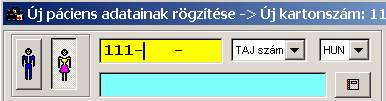 Új páciens adatainak rögzítése -> Új kartonszám: 11
111-    -    TAJ szám    HUN